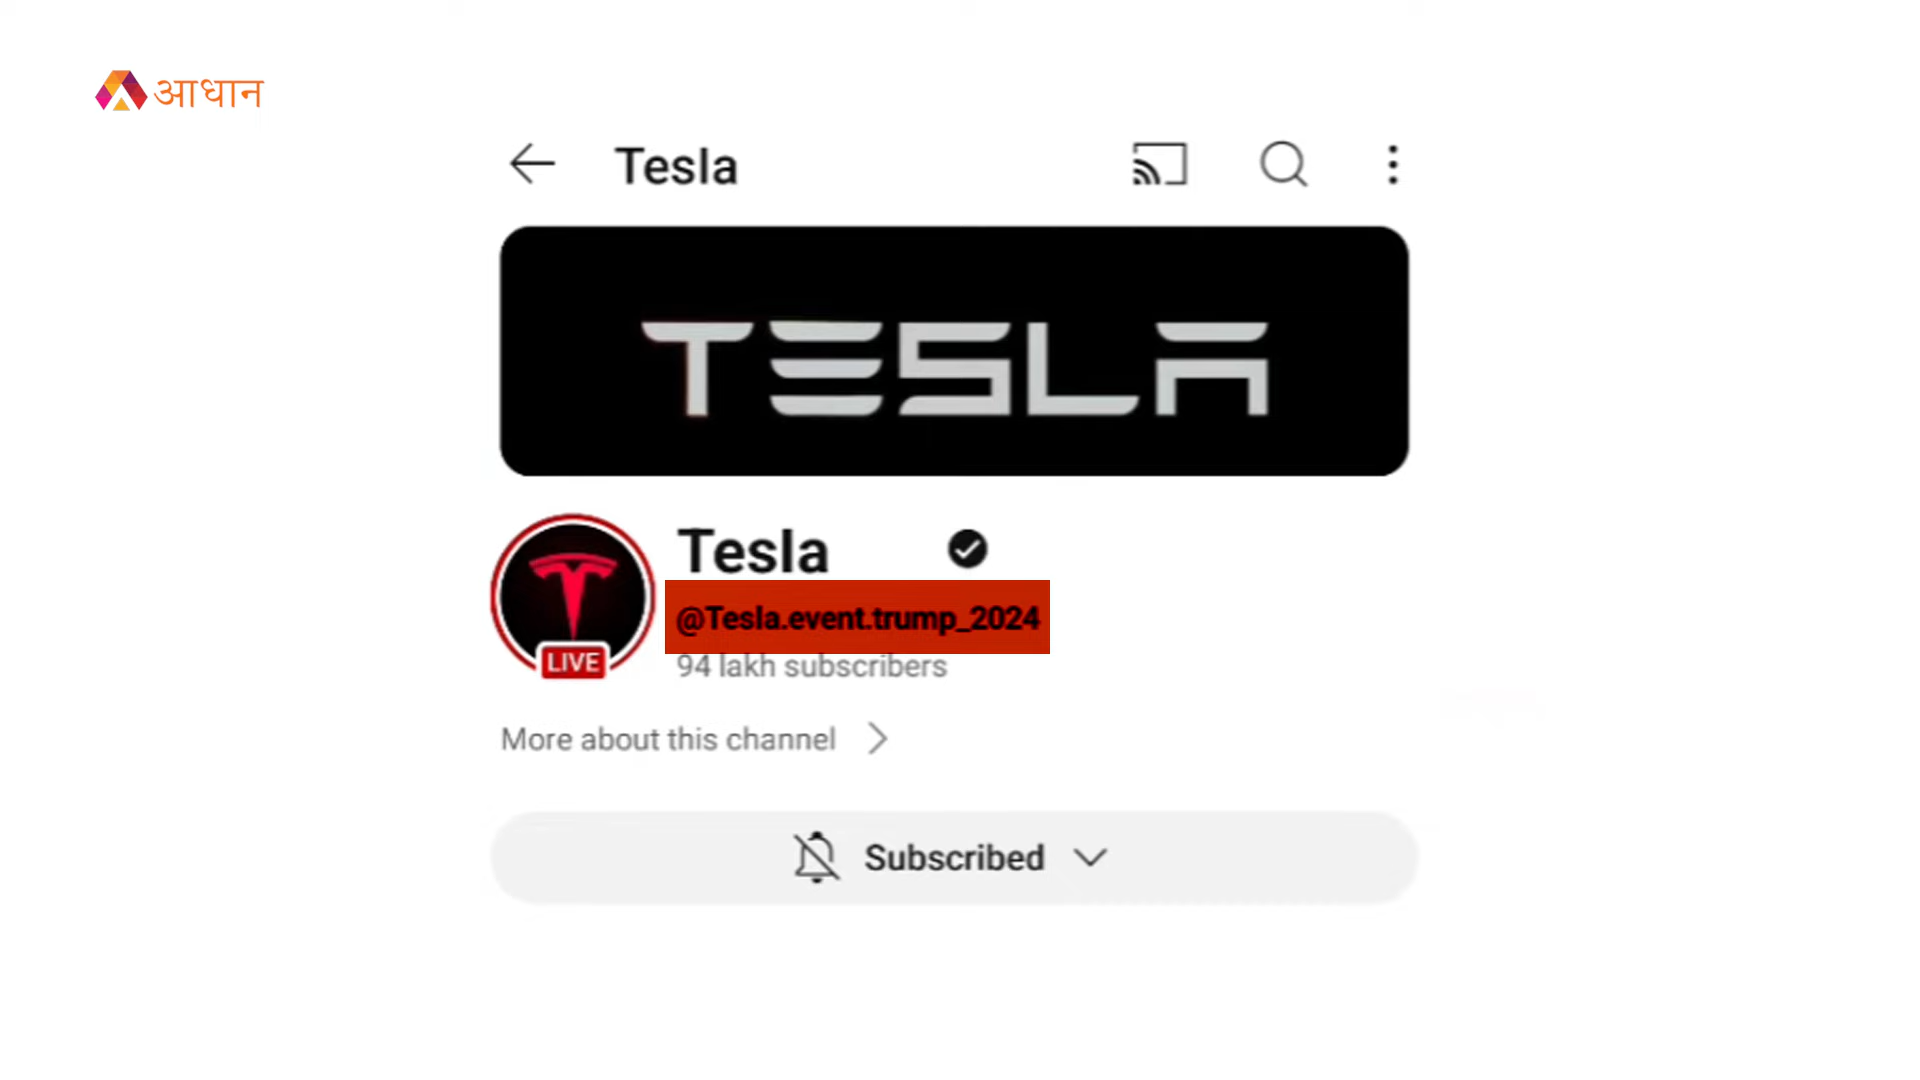 आधान
Tesla
TESLA
Tesla
@Tesla.event.trump_2024
LIVE
94 lakh subscribers
More about this channel
Subscribed